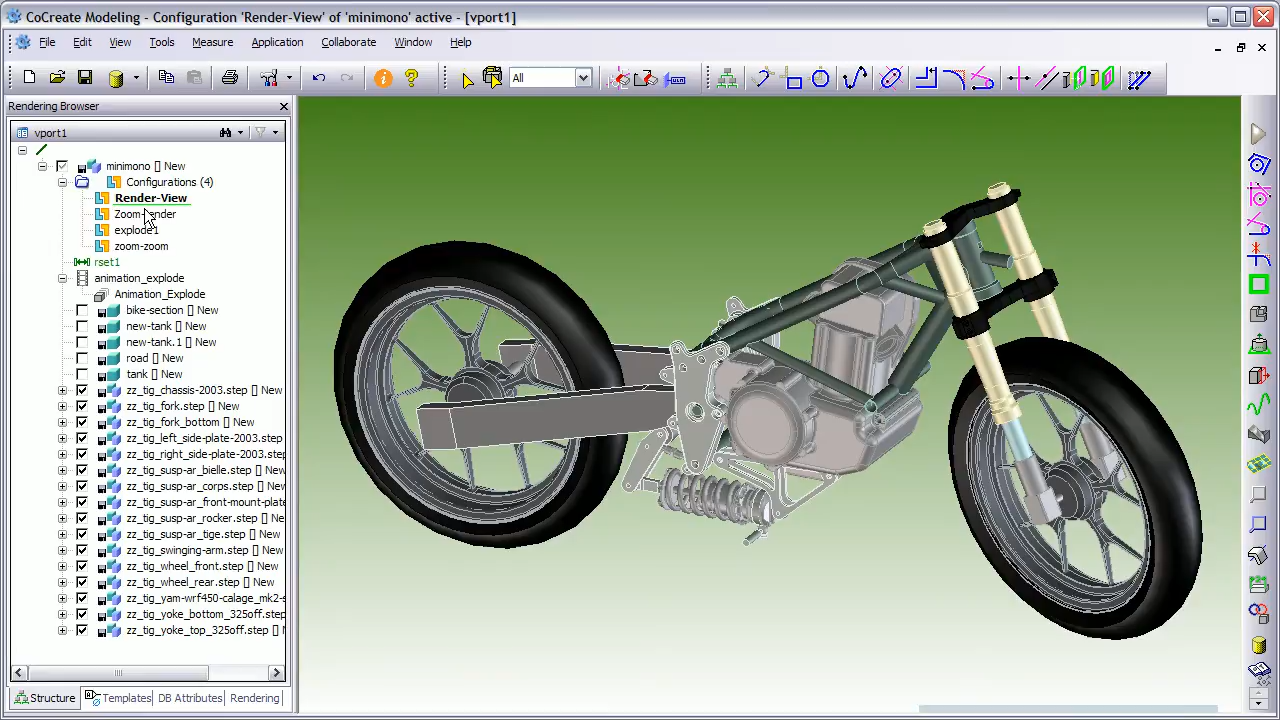 CoCreate Modeling - Configuration 'Render-View' of 'minimono' active - [vport1]
File Edit View Tools Measure Application Collaborate Window Help
All
Rendering Browser
vport1
minimono [] New
Configurations (4)
Render-View
explode1
zoom-zoom
rset1
animation_explode
Animation_Explode
bike-section [] New
new-tank [] New
new-tank.1 [] New
road [] New
tank [] New
zz_tig_chassis-2003.step [] New
zz_tig_fork.step [] New
zz_tig_fork_bottom [] New
zz_tig_left_side-plate-2003.step
zz_tig_right_side-plate-2003.step
zz_tig_susp-ar_bielle.step [] New
zz_tig_susp-ar_corps.step [] New
zz_tig_susp-ar_front-mount-plate
zz_tig_susp-ar_rocker.step [] Ne
zz_tig_susp-ar_tige.step [] New
zz_tig_swinging-arm.step [] New
zz_tig_wheel_front.step [] New
zz_tig_wheel_rear.step [] New
zz_tig_yam-wrf450-calage_mk2-s
zz_tig_yoke_bottom_325off.step
zz_tig_yoke_top_325off.step []
Structure Templates DB Attributes Rendering